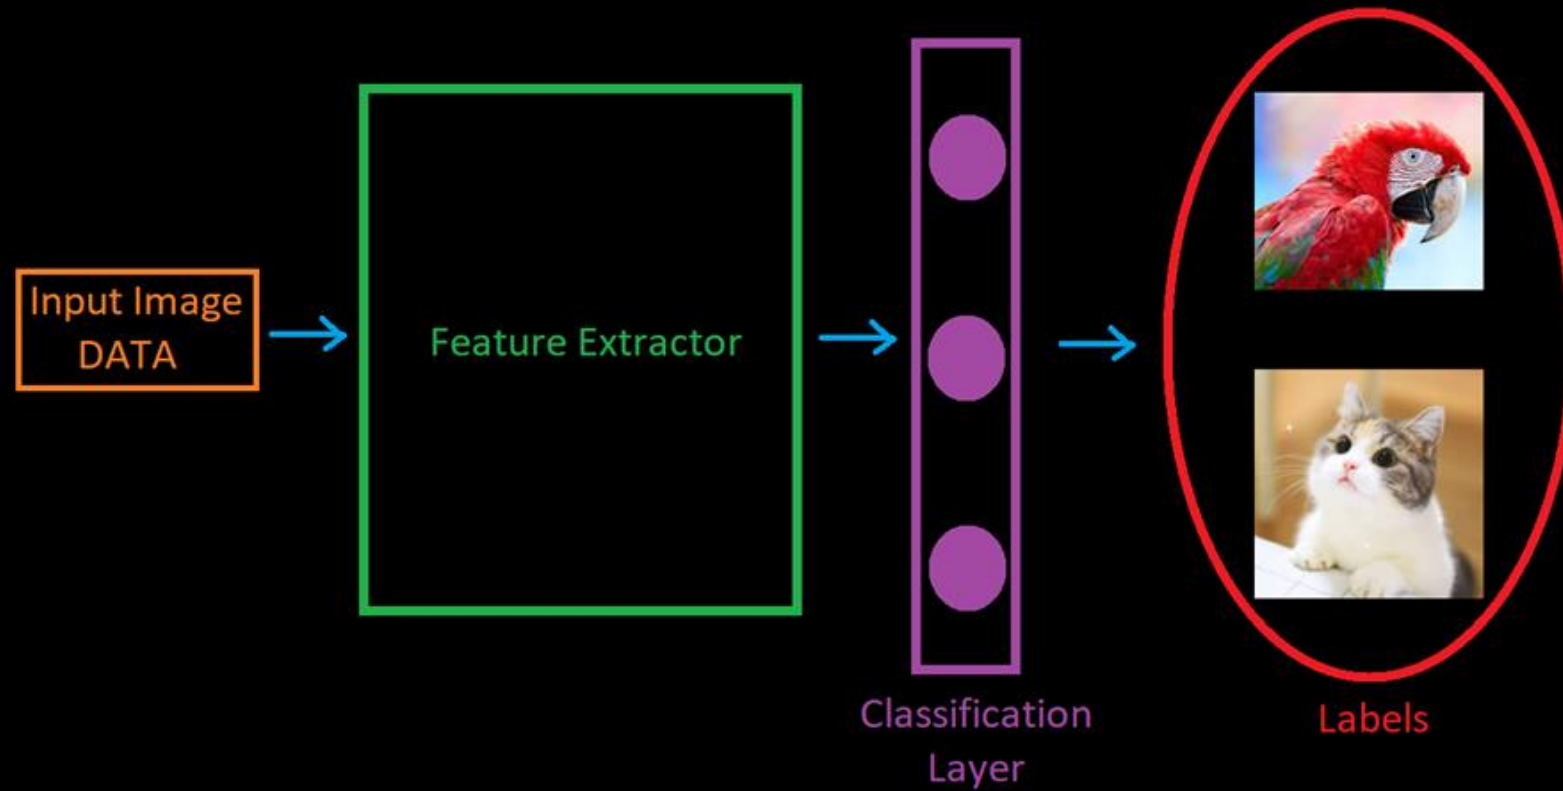 Input Image
DATA
Feature Extractor
Classification
Layer
Labels